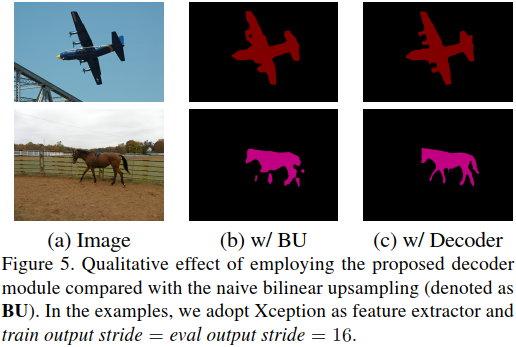 (a) Image (b) w/ BU (c) w/ Decoder
Figure 5. Qualitative effect of employing the proposed decoder
module compared with the naive bilinear upsampling (denoted as
BU). In the examples, we adopt Xception as feature extractor and
train output stride = eval output stride = 16.